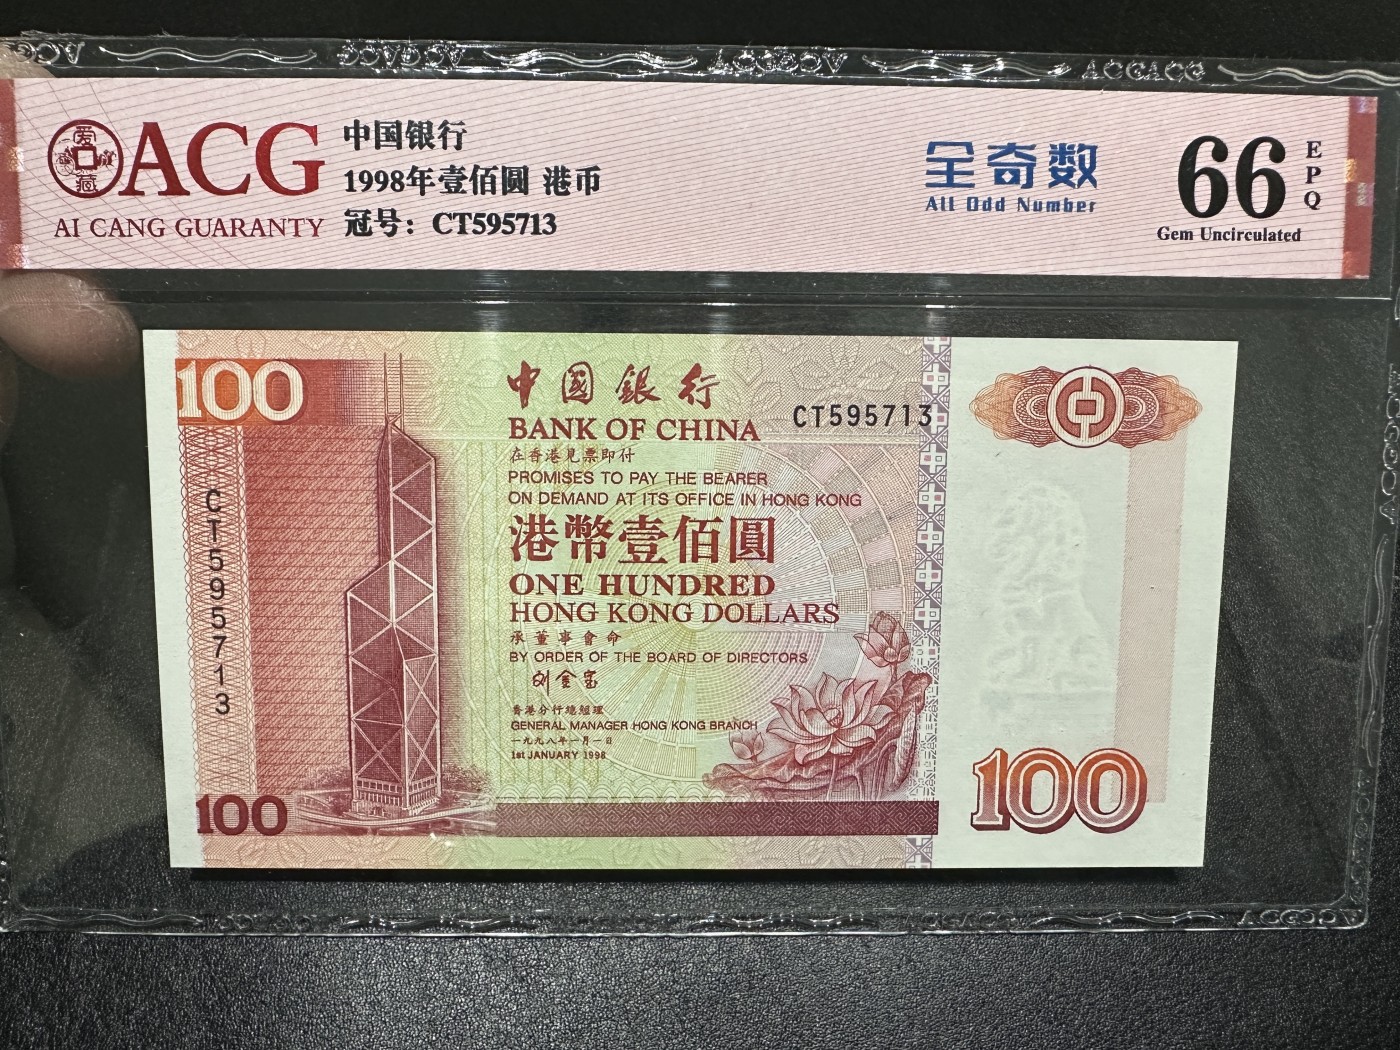 ACGACG
爱
藏
ACG
AI CANG GUARANTY
中国银行
1998年壹佰圆 港币
冠号：CT595713
全奇数
All Odd Number
66
EPQ
Gem Uncirculated
100
中國銀行
CT595713
BANK OF CHINA
在香港見票即付
PROMISES TO PAY THE BEARER
ON DEMAND AT ITS OFFICE IN HONG KONG
港幣壹佰圓
ONE HUNDRED
HONG KONG DOLLARS
承董事會命
BY ORDER OF THE BOARD OF DIRECTORS
香港分行總經理
GENERAL MANAGER HONG KONG BRANCH
一九九八年一月一日
1st JANUARY 1998
CT595713
100
100